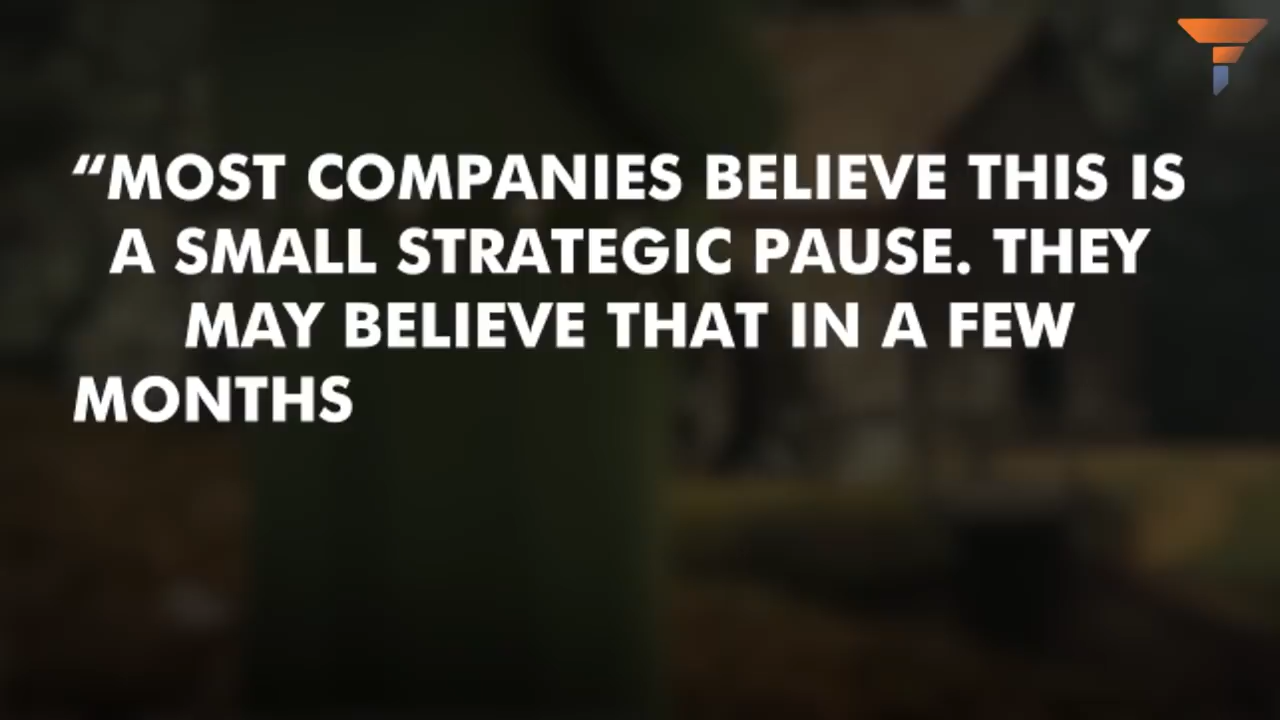 “MOST COMPANIES BELIEVE THIS IS
A SMALL STRATEGIC PAUSE. THEY
MAY BELIEVE THAT IN A FEW
MONTHS